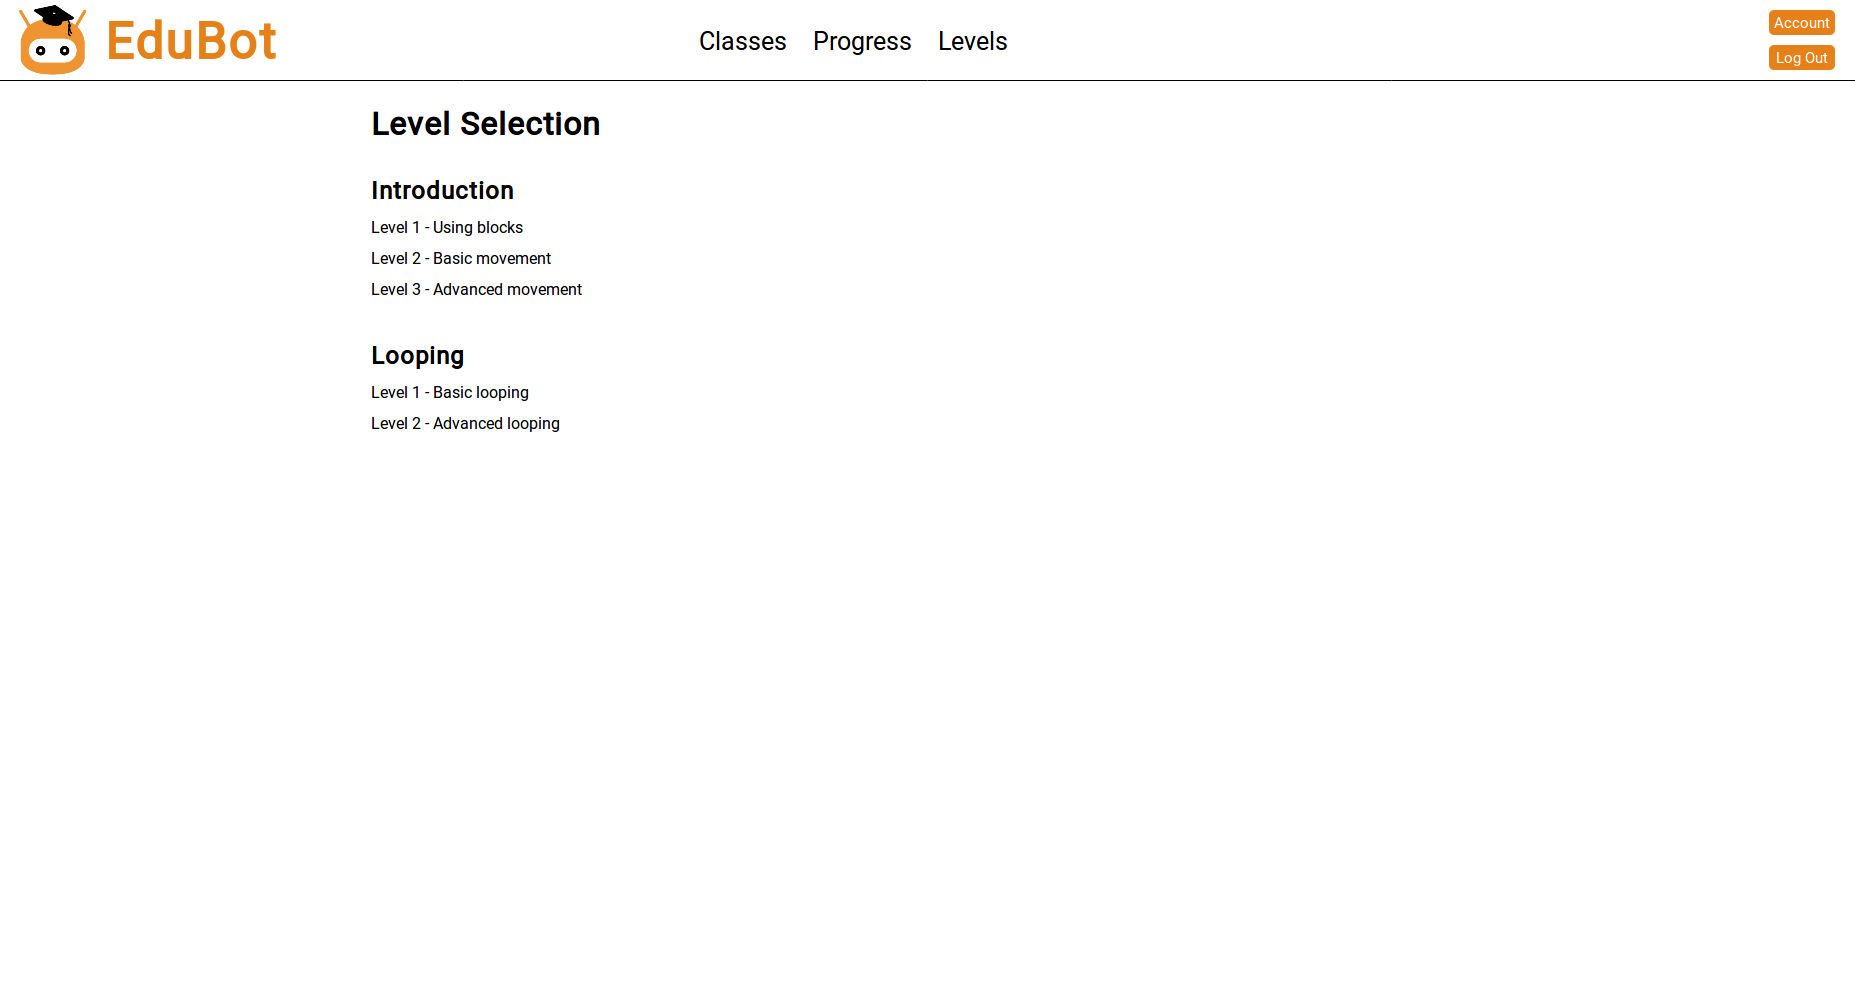 EduBot
Classes Progress Levels
Account
Log Out
Level Selection
Introduction
Level 1 - Using blocks
Level 2 - Basic movement
Level 3 - Advanced movement
Looping
Level 1 - Basic looping
Level 2 - Advanced looping